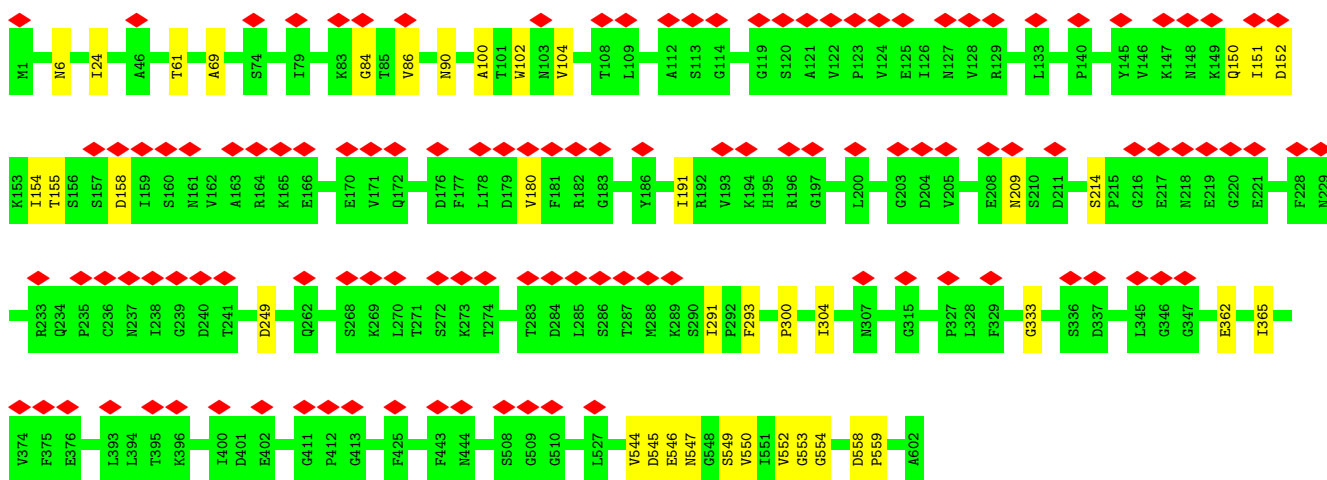 M1 N6 I24 A46 T61 A69 S74 I79 K83 G84 T85 V86 N90 A100 T101 W102 N103 V104 T108 L109 A112 S113 G114 G119 S120 A121 V122 P123 V124 E125 I126 N127 V128 R129 L133 P140 Y145 V146 K147 N148 K149 Q150 I151 D152
K153 I154 T155 S156 S157 D158 I159 S160 N161 V162 A163 R164 K165 E166 E170 V171 Q172 D176 F177 L178 D179 V180 F181 R182 G183 Y186 I191 R192 V193 K194 H195 R196 G197 L200 G203 D204 V205 E208 N209 S210 D211 S214 P215 G216 E217 N218 E219 G220 E221 F228 N229
R233 Q234 P235 C236 N237 I238 G239 D240 T241 D249 Q262 S268 K269 L270 T271 S272 K273 T274 T283 D284 L285 S286 T287 M288 K289 S290 I291 P292 F293 P300 I304 N307 G315 P327 L328 F329 G333 S336 D337 L345 G346 G347 E362 I365
V374 F375 E376 L393 L394 T395 K396 I400 D401 E402 G411 P412 G413 F425 F443 N444 S508 G509 G510 L527 V544 D545 E546 N547 G548 S549 V550 I551 V552 G553 G554 D558 P559 A602